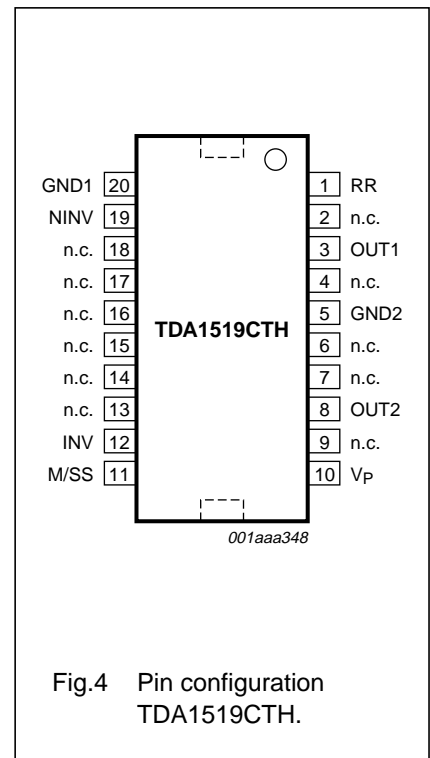 GND1 20 1 RR
NINV 19 2 n.c.
n.c. 18 3 OUT1
n.c. 17 4 n.c.
n.c. 16 5 GND2
n.c. 15 6 n.c.
n.c. 14 7 n.c.
n.c. 13 8 OUT2
INV 12 9 n.c.
M/SS 11 10 VP
TDA1519CTH
001aaa348
Fig.4 Pin configuration
TDA1519CTH.